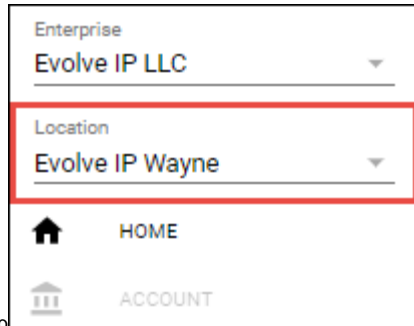 Enterprise
Evolve IP LLC
Location
Evolve IP Wayne
HOME
ACCOUNT